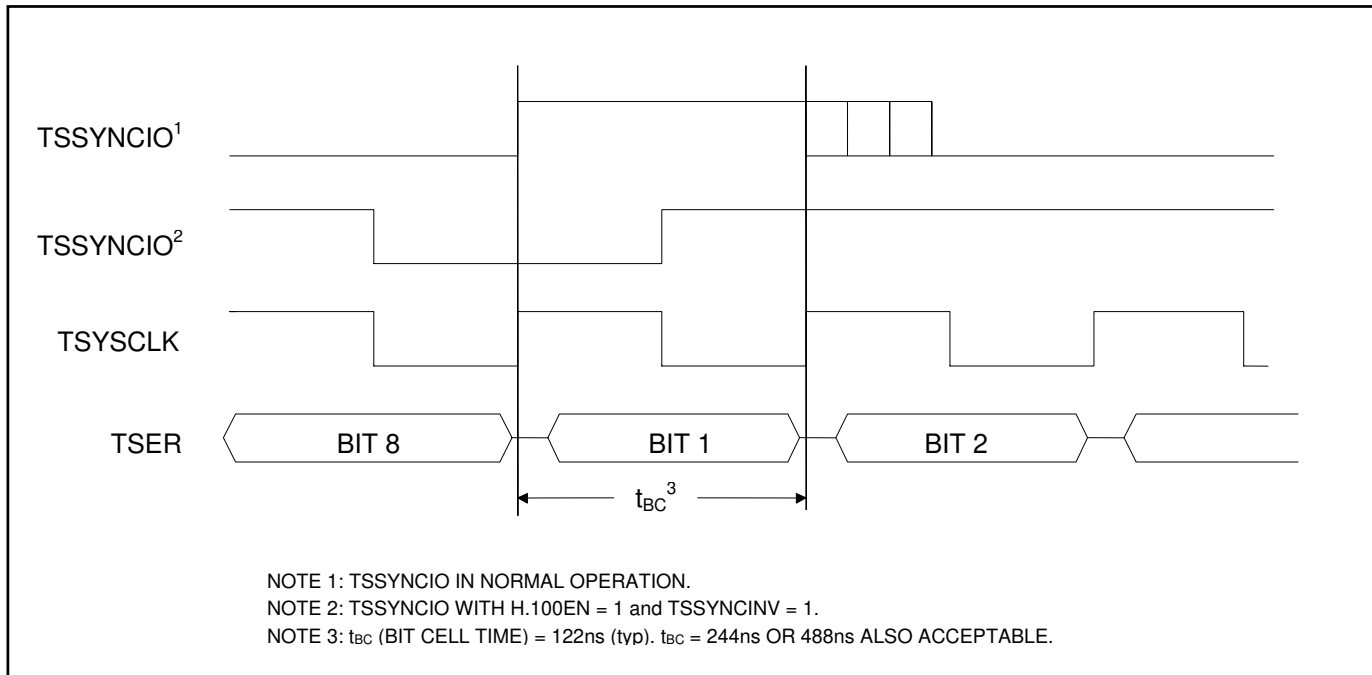 TSSYNCIO¹
TSSYNCIO²
TSYSCLK
TSER
BIT 8
BIT 1
BIT 2
tBC³
NOTE 1: TSSYNCIO IN NORMAL OPERATION.
NOTE 2: TSSYNCIO WITH H.100EN = 1 and TSSYNCINV = 1.
NOTE 3: tBC (BIT CELL TIME) = 122ns (typ). tBC = 244ns OR 488ns ALSO ACCEPTABLE.